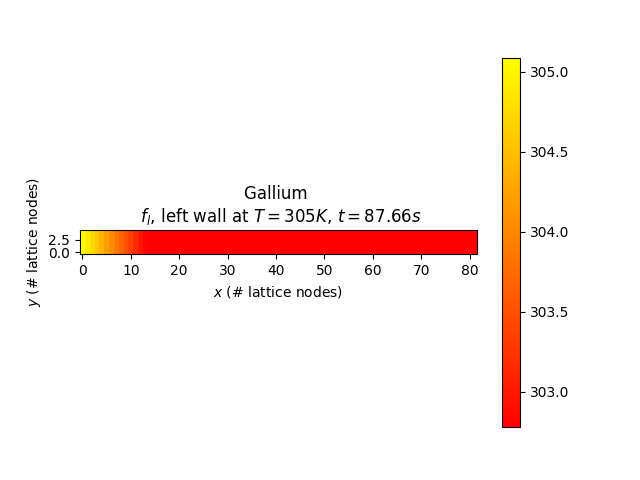 Gallium
f_l, left wall at T = 305K, t = 87.66s
y (# lattice nodes)
2.5
0.0
0 10 20 30 40 50 60 70 80
x (# lattice nodes)
305.0
304.5
304.0
303.5
303.0